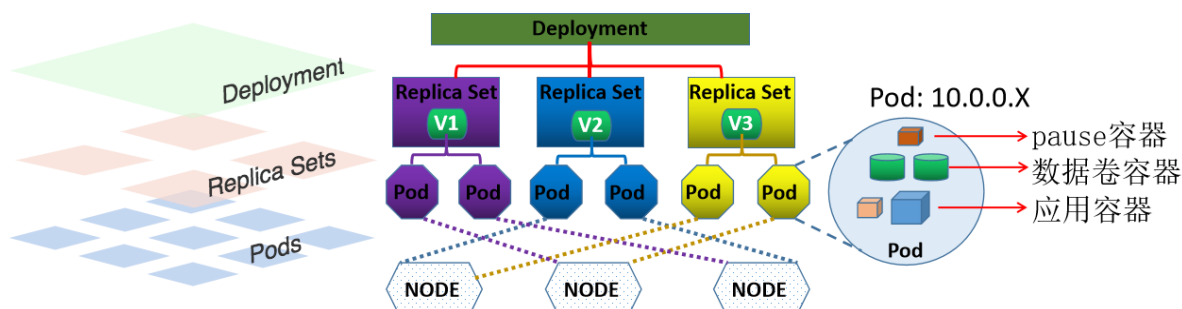 Deployment
Replica Sets
Pods
Deployment
Replica Set
V1
Replica Set
V2
Replica Set
V3
Pod
Pod
Pod
Pod
Pod
Pod
NODE
NODE
NODE
Pod: 10.0.0.X
pause容器
数据卷容器
应用容器
Pod